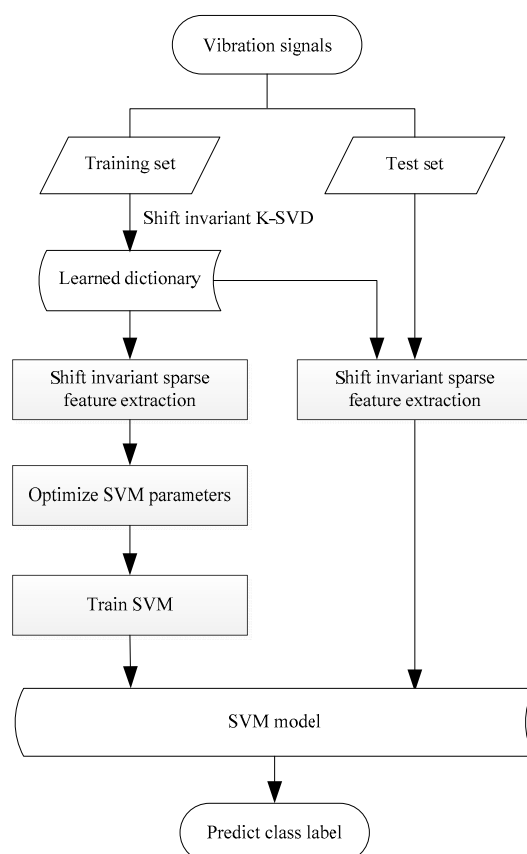 Vibration signals
Training set
Test set
Shift invariant K-SVD
Learned dictionary
Shift invariant sparse
feature extraction
Shift invariant sparse
feature extraction
Optimize SVM parameters
Train SVM
SVM model
Predict class label